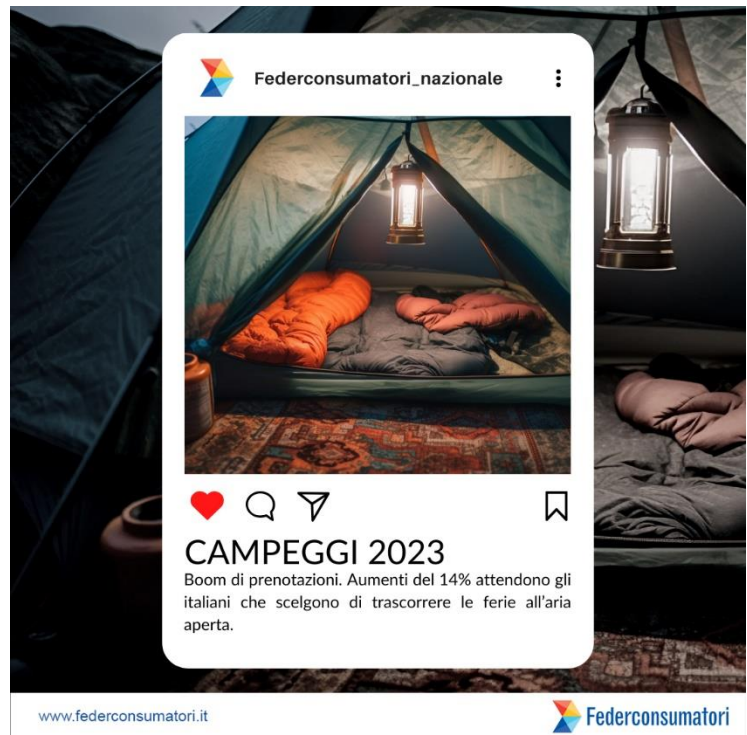 Federconsumatori_nazionale
CAMPEGGI 2023
Boom di prenotazioni. Aumenti del 14% attendono gli
italiani che scelgono di trascorrere le ferie all'aria
aperta.
www.federconsumatori.it
Federconsumatori